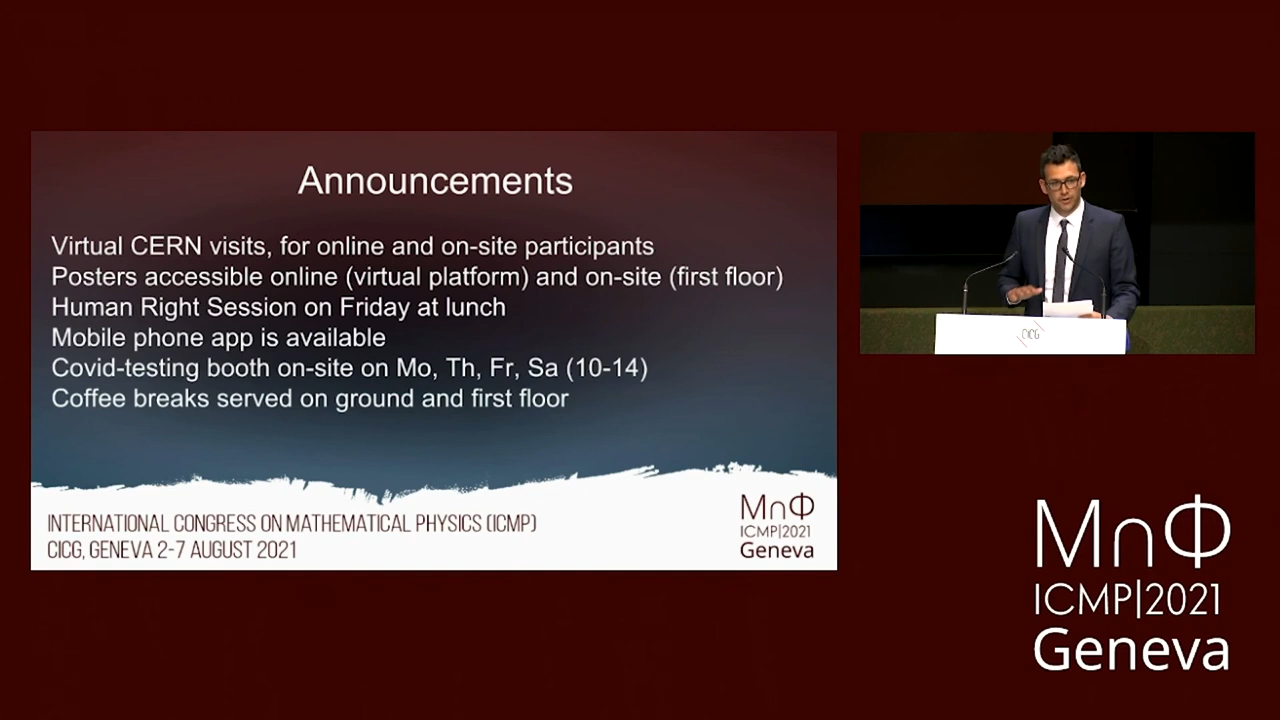 Announcements
Virtual CERN visits, for online and on-site participants
Posters accessible online (virtual platform) and on-site (first floor)
Human Right Session on Friday at lunch
Mobile phone app is available
Covid-testing booth on-site on Mo, Th, Fr, Sa (10-14)
Coffee breaks served on ground and first floor
INTERNATIONAL CONGRESS ON MATHEMATICAL PHYSICS (ICMP)
CICG, GENEVA 2-7 AUGUST 2021
M∩Φ
ICMP|2021
Geneva
CICG
M∩Φ
ICMP|2021
Geneva